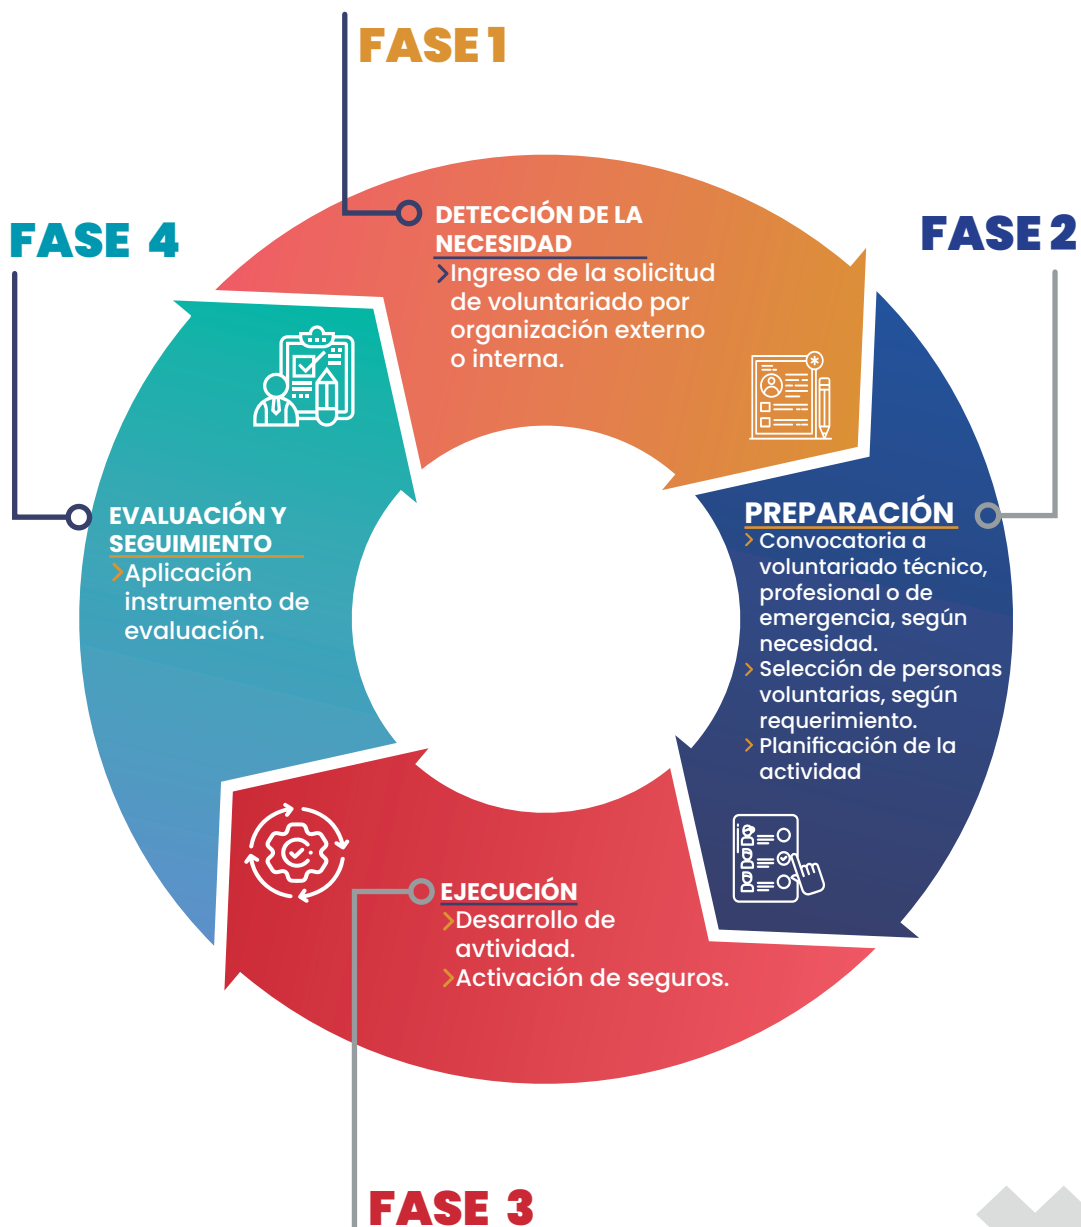 FASE 1
DETECCIÓN DE LA
NECESIDAD
Ingreso de la solicitud
de voluntariado por
organización externo
o interna.
FASE 2
PREPARACIÓN
Convocatoria a
voluntariado técnico,
profesional o de
emergencia, según
necesidad.
Selección de personas
voluntarias, según
requerimiento.
Planificación de la
actividad
FASE 3
EJECUCIÓN
Desarrollo de
avtividad.
Activación de seguros.
FASE 4
EVALUACIÓN Y
SEGUIMIENTO
Aplicación
instrumento de
evaluación.